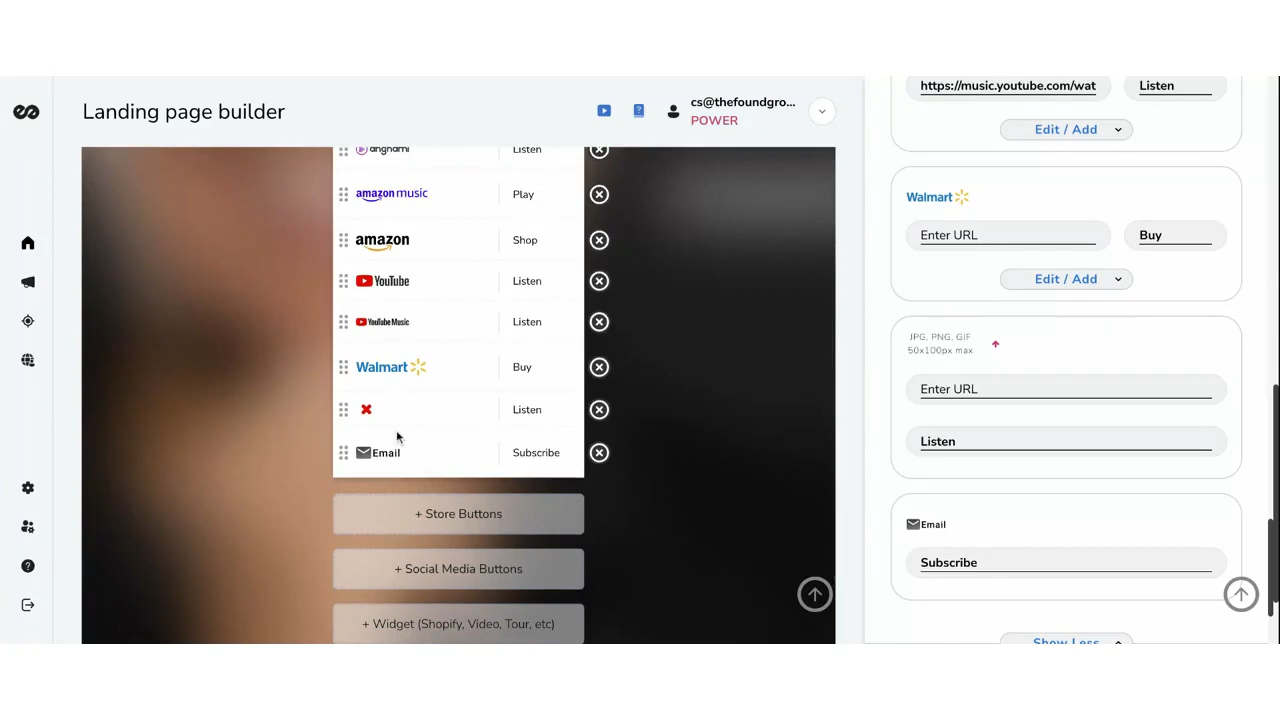 Landing page builder
cs@thefoundgro...
POWER
anghami
Listen
amazon music
Play
amazon
Shop
YouTube
Listen
YouTube Music
Listen
Walmart
Buy
Listen
Email
Subscribe
+ Store Buttons
+ Social Media Buttons
+ Widget (Shopify, Video, Tour, etc)
https://music.youtube.com/wat
Listen
Edit / Add
Walmart
Enter URL
Buy
Edit / Add
JPG, PNG, GIF
50x100px max
Enter URL
Listen
Email
Subscribe
Show Less